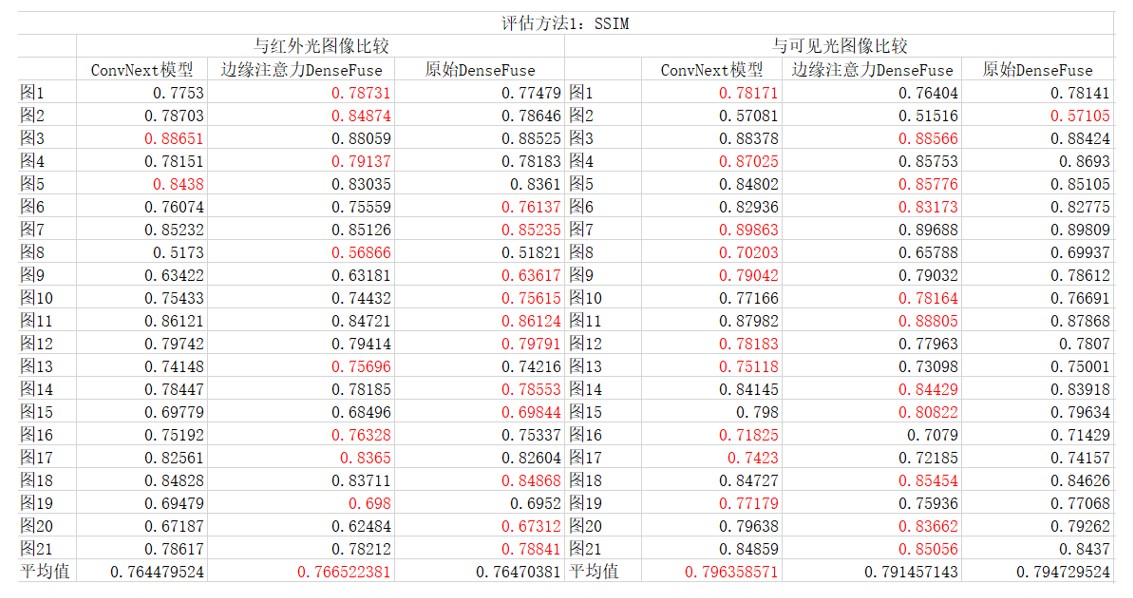 评估方法1：SSIM
与红外光图像比较 与可见光图像比较
ConvNext模型 边缘注意力DenseFuse 原始DenseFuse ConvNext模型 边缘注意力DenseFuse 原始DenseFuse
图1 0.7753 0.78731 0.77479 图1 0.78171 0.76404 0.78141
图2 0.78703 0.84874 0.78646 图2 0.57081 0.51516 0.57105
图3 0.88651 0.88059 0.88525 图3 0.88378 0.88566 0.88424
图4 0.78151 0.79137 0.78183 图4 0.87025 0.85753 0.8693
图5 0.8438 0.83035 0.8361 图5 0.84802 0.85776 0.85105
图6 0.76074 0.75559 0.76137 图6 0.82936 0.83173 0.82775
图7 0.85232 0.85126 0.85235 图7 0.89863 0.89688 0.89809
图8 0.5173 0.56866 0.51821 图8 0.70203 0.65788 0.69937
图9 0.63422 0.63181 0.63617 图9 0.79042 0.79032 0.78612
图10 0.75433 0.74432 0.75615 图10 0.77166 0.78164 0.76691
图11 0.86121 0.84721 0.86124 图11 0.87982 0.88805 0.87868
图12 0.79742 0.79414 0.79791 图12 0.78183 0.77963 0.7807
图13 0.74148 0.75696 0.74216 图13 0.75118 0.73098 0.75001
图14 0.78447 0.78185 0.78553 图14 0.84145 0.84429 0.83918
图15 0.69779 0.68496 0.69844 图15 0.798 0.80822 0.79634
图16 0.75192 0.76328 0.75337 图16 0.71825 0.7079 0.71429
图17 0.82561 0.8365 0.82604 图17 0.7423 0.72185 0.74157
图18 0.84828 0.83711 0.84868 图18 0.84727 0.85454 0.84626
图19 0.69479 0.698 0.6952 图19 0.77179 0.75936 0.77068
图20 0.67187 0.62484 0.67312 图20 0.79638 0.83662 0.79262
图21 0.78617 0.78212 0.78841 图21 0.84859 0.85056 0.8437
平均值 0.764479524 0.766522381 0.76470381 平均值 0.796358571 0.791457143 0.794729524